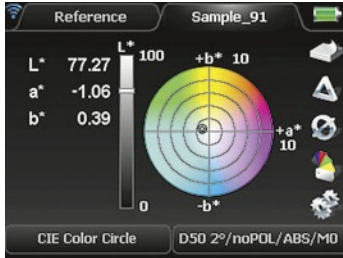 Reference
Sample_91
L* 77.27
a* -1.06
b* 0.39
L*
100
0
+b* 10
+a*
10
-b*
CIE Color Circle
D50 2°/noPOL/ABS/M0